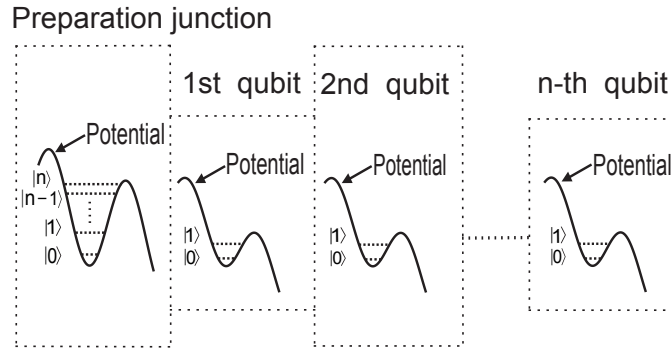 Preparation junction
1st qubit
2nd qubit
n-th qubit
Potential
|n⟩
|n−1⟩
|1⟩
|0⟩
Potential
|1⟩
|0⟩
Potential
|1⟩
|0⟩
Potential
|1⟩
|0⟩